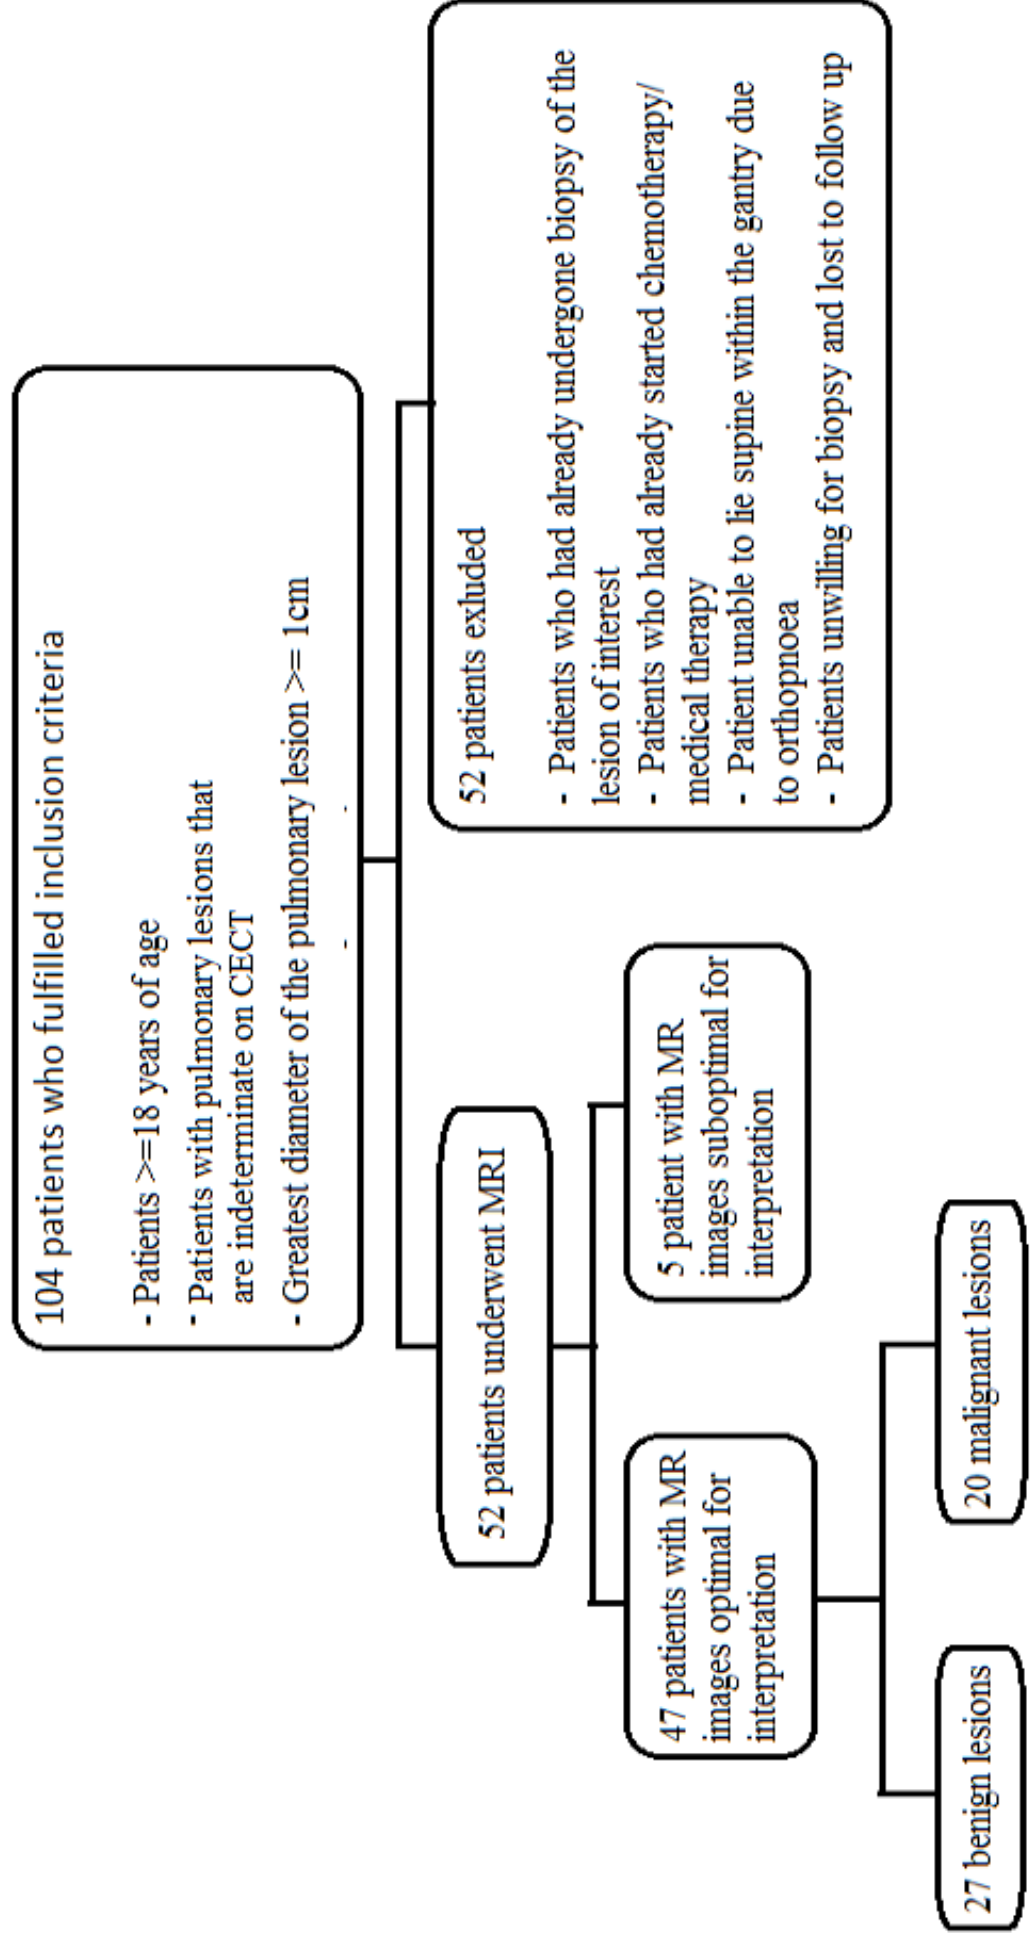 104 patients who fulfilled inclusion criteria
- Patients >=18 years of age
- Patients with pulmonary lesions that
are indeterminate on CECT
- Greatest diameter of the pulmonary lesion >= 1cm
52 patients underwent MRI
52 patients exluded
- Patients who had already undergone biopsy of the
lesion of interest
- Patients who had already started chemotherapy/
medical therapy
- Patient unable to lie supine within the gantry due
to orthopnoea
- Patients unwilling for biopsy and lost to follow up
47 patients with MR
images optimal for
interpretation
5 patient with MR
images suboptimal for
interpretation
27 benign lesions
20 malignant lesions